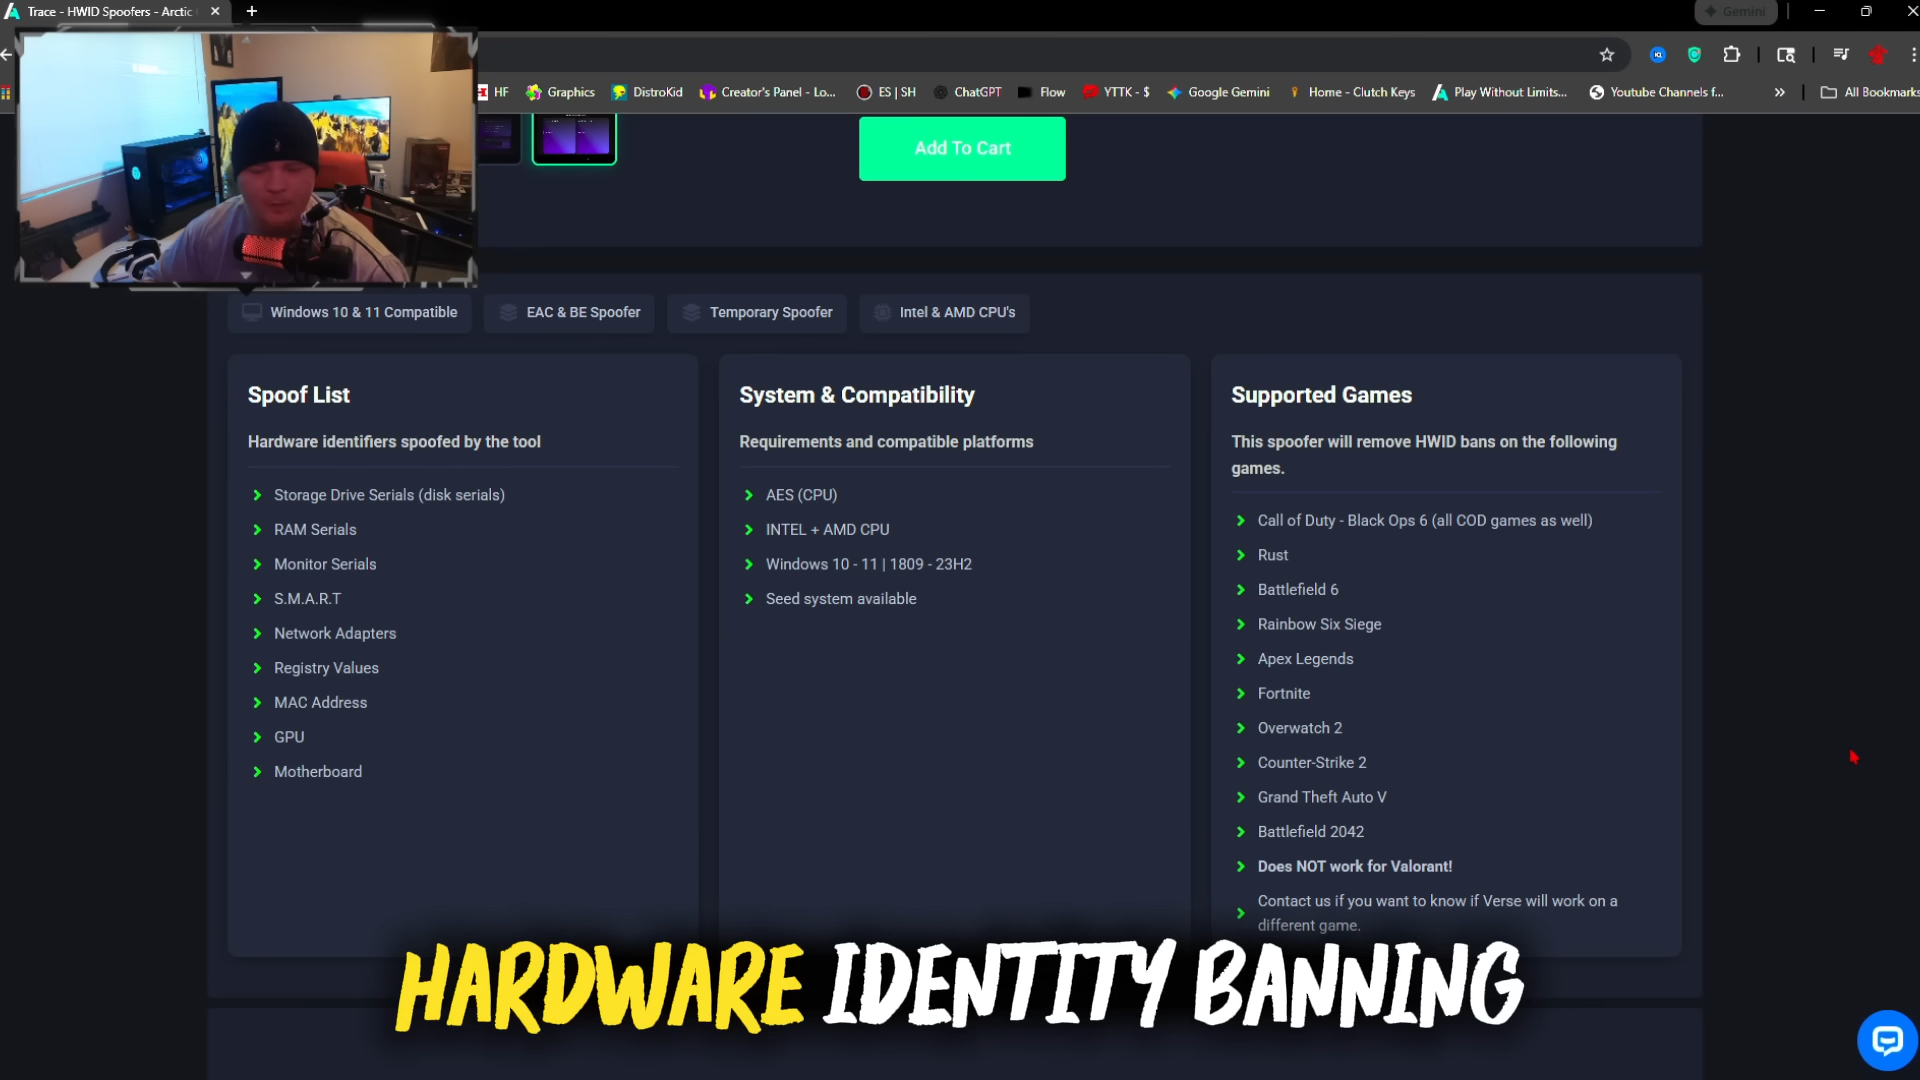 Trace - HWID Spoofers - Arctic
Gemini
HF
Graphics
DistroKid
Creator's Panel - Lo...
ES | SH
ChatGPT
Flow
YTTK - $
Google Gemini
Home - Clutch Keys
Play Without Limits...
Youtube Channels f...
All Bookmarks
Add To Cart
Windows 10 & 11 Compatible
EAC & BE Spoofer
Temporary Spoofer
Intel & AMD CPU's
Spoof List
Hardware identifiers spoofed by the tool
Storage Drive Serials (disk serials)
RAM Serials
Monitor Serials
S.M.A.R.T
Network Adapters
Registry Values
MAC Address
GPU
Motherboard
System & Compatibility
Requirements and compatible platforms
AES (CPU)
INTEL + AMD CPU
Windows 10 - 11 | 1809 - 23H2
Seed system available
Supported Games
This spoofer will remove HWID bans on the following
games.
Call of Duty - Black Ops 6 (all COD games as well)
Rust
Battlefield 6
Rainbow Six Siege
Apex Legends
Fortnite
Overwatch 2
Counter-Strike 2
Grand Theft Auto V
Battlefield 2042
Does NOT work for Valorant!
Contact us if you want to know if Verse will work on a
different game.
HARDWARE IDENTITY BANNING